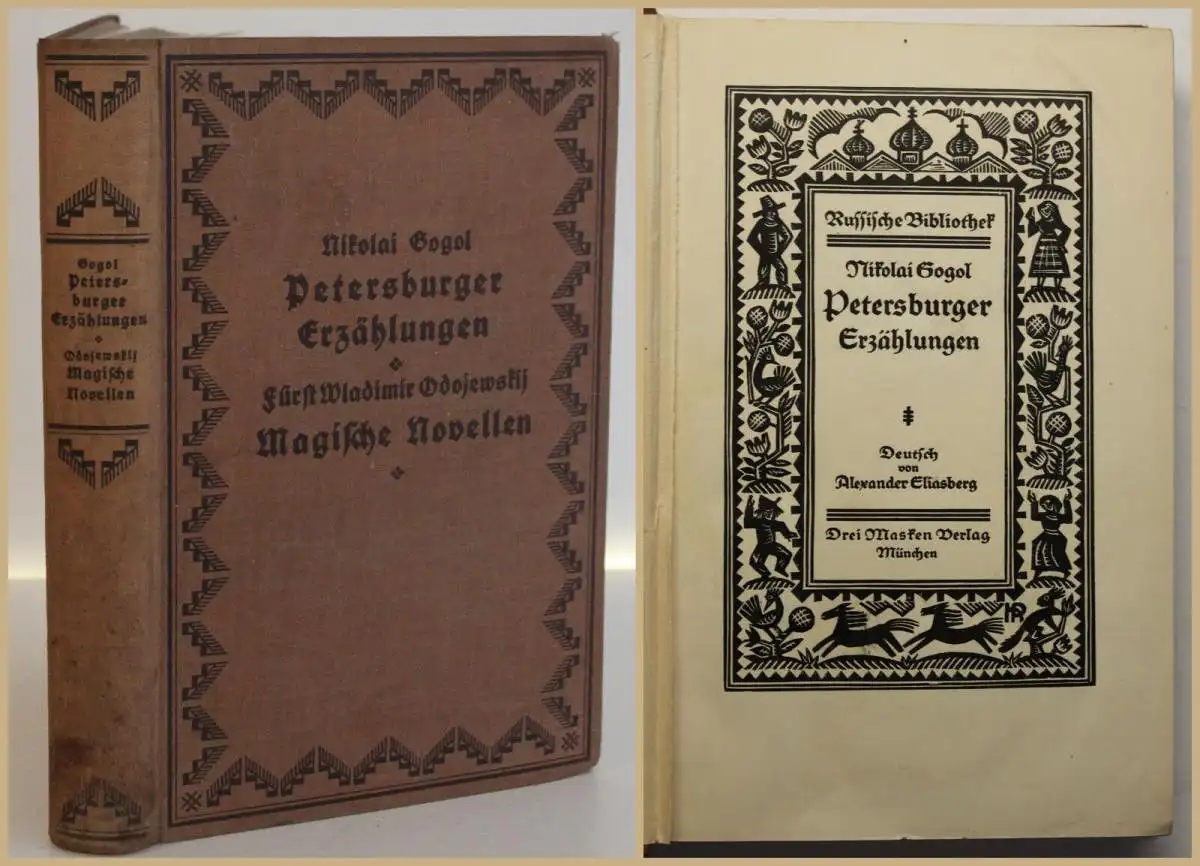 Gogol
Peters-
burger
Erzählungen
Odojewskij
Magische
Novellen
Nikolai Gogol
Petersburger
Erzählungen
Fürst Wladimir Odojewskij
Magische Novellen
Russische Bibliothek
Nikolai Gogol
Petersburger
Erzählungen
Deutsch
von
Alexander Eliasberg
Drei Masken Verlag
München
HR